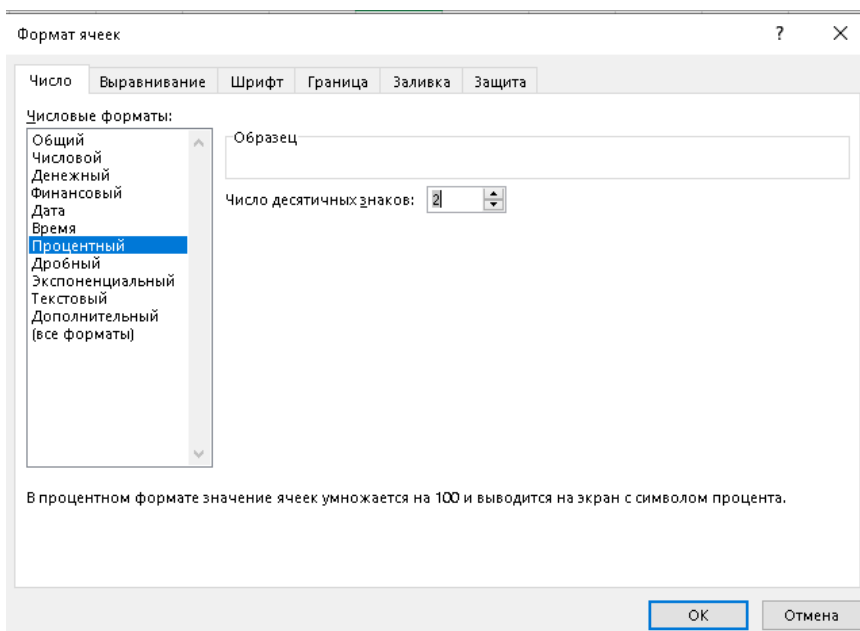 Формат ячеек
Число Выравнивание Шрифт Граница Заливка Защита
Числовые форматы:
Общий
Числовой
Денежный
Финансовый
Дата
Время
Процентный
Дробный
Экспоненциальный
Текстовый
Дополнительный
(все форматы)
Образец
Число десятичных знаков: 2
В процентном формате значение ячеек умножается на 100 и выводится на экран с символом процента.
OK Отмена